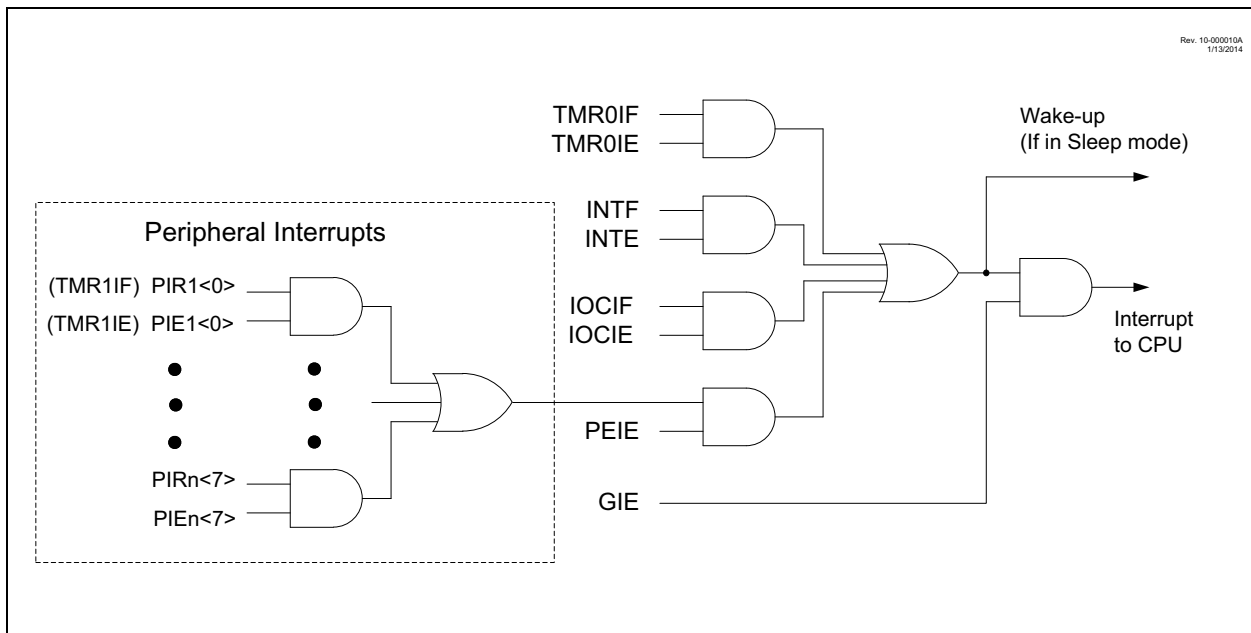 Rev. 10-000010A
1/13/2014
TMR0IF
TMR0IE
Wake-up
(If in Sleep mode)
INTF
INTE
Peripheral Interrupts
(TMR1IF) PIR1<0>
(TMR1IE) PIE1<0>
IOCIF
IOCIE
Interrupt
to CPU
PEIE
PIRn<7>
PIEn<7>
GIE